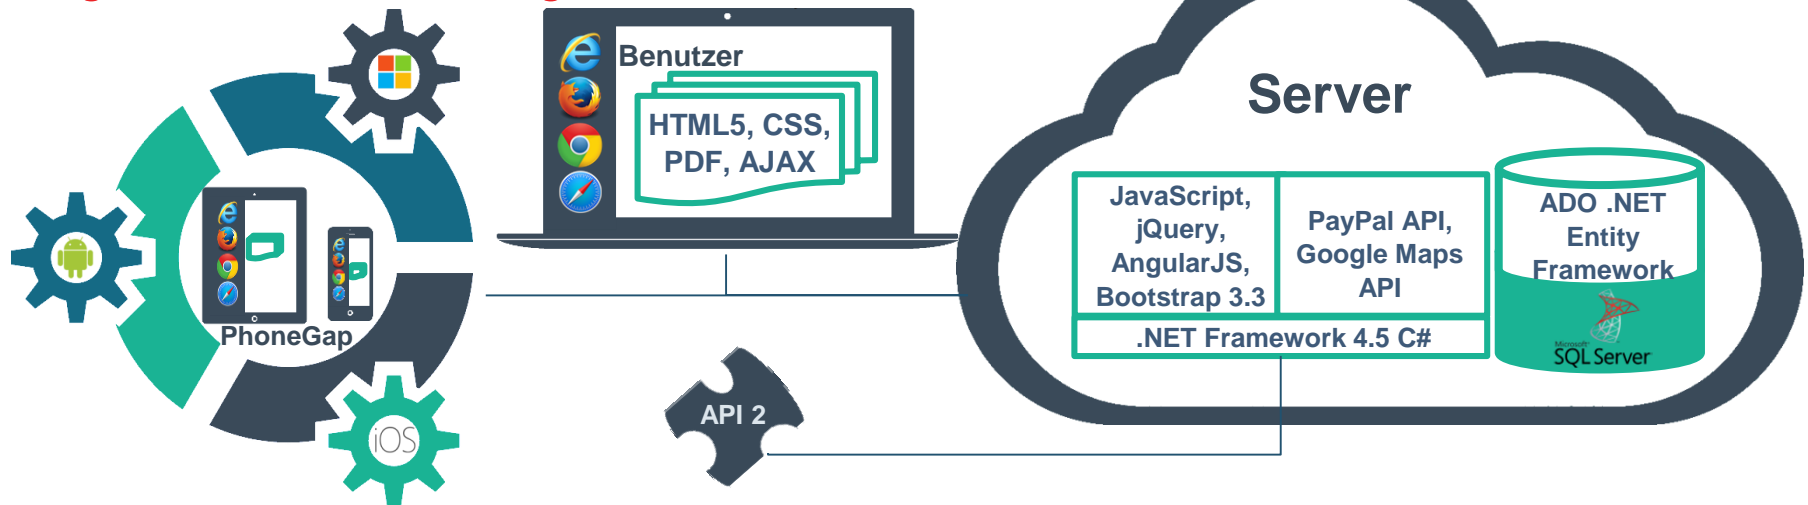 PhoneGap
iOS
Benutzer
HTML5, CSS,
PDF, AJAX
API 2
Server
JavaScript,
jQuery,
AngularJS,
Bootstrap 3.3
PayPal API,
Google Maps
API
.NET Framework 4.5 C#
ADO .NET
Entity
Framework
Microsoft
SQL Server